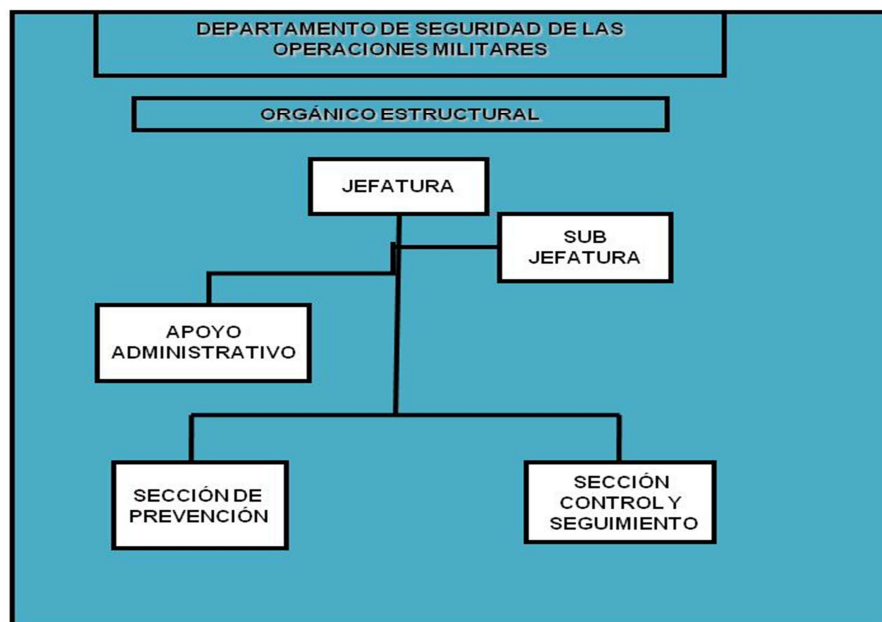 DEPARTAMENTO DE SEGURIDAD DE LAS
OPERACIONES MILITARES
ORGÁNICO ESTRUCTURAL
JEFATURA
SUB
JEFATURA
APOYO
ADMINISTRATIVO
SECCIÓN DE
PREVENCIÓN
SECCIÓN
CONTROL Y
SEGUIMIENTO